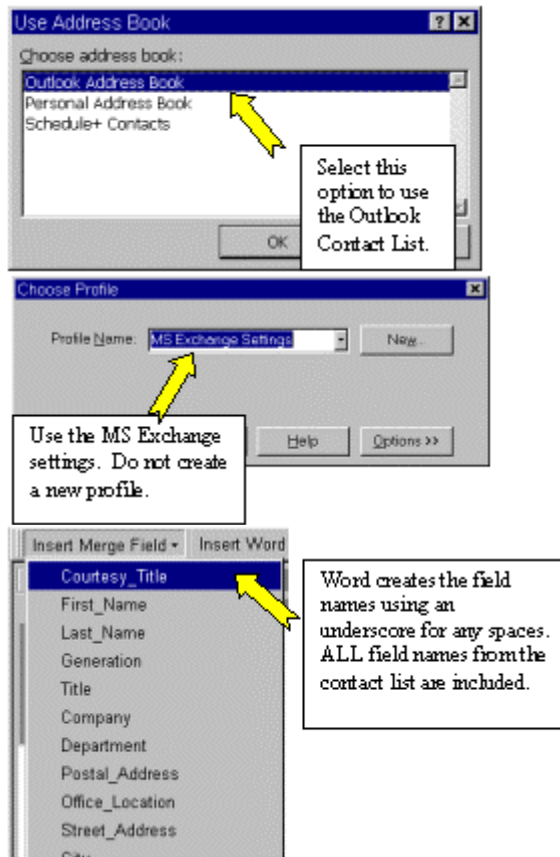 Use Address Book
Choose address book:
Outlook Address Book
Personal Address Book
Schedule+ Contacts
Select this
option to use
the Outlook
Contact List.
OK
Choose Profile
Profile Name: MS Exchange Settings New...
Use the MS Exchange
settings. Do not create
a new profile.
Help Options >>
Insert Merge Field Insert Word
Courtesy_Title
First_Name
Last_Name
Generation
Title
Company
Department
Postal_Address
Office_Location
Street_Address
Word creates the field
names using an
underscore for any spaces.
ALL field names from the
contact list are included.